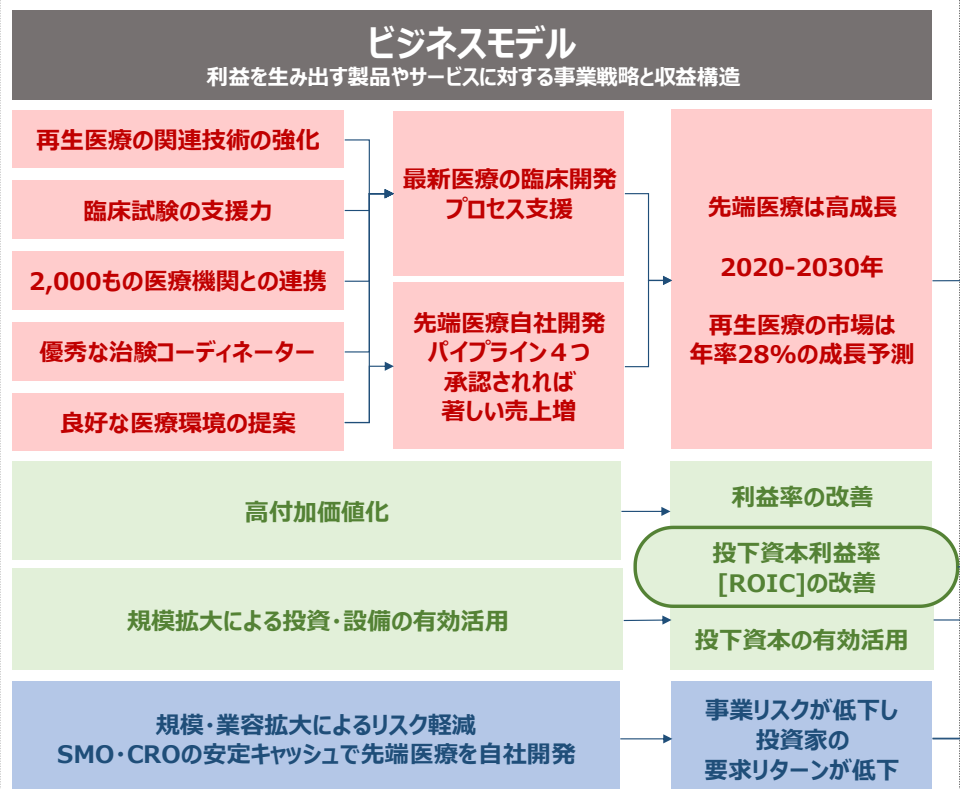 ビジネスモデル
利益を生み出す製品やサービスに対する事業戦略と収益構造
再生医療の関連技術の強化
臨床試験の支援力
2,000もの医療機関との連携
優秀な治験コーディネーター
良好な医療環境の提案
最新医療の臨床開発
プロセス支援
先端医療自社開発
パイプライン４つ
承認されれば
著しい売上増
先端医療は高成長
2020-2030年
再生医療の市場は
年率28%の成長予測
高付加価値化
利益率の改善
投下資本利益率
[ROIC]の改善
規模拡大による投資・設備の有効活用
投下資本の有効活用
規模・業容拡大によるリスク軽減
SMO・CROの安定キャッシュで先端医療を自社開発
事業リスクが低下し
投資家の
要求リターンが低下